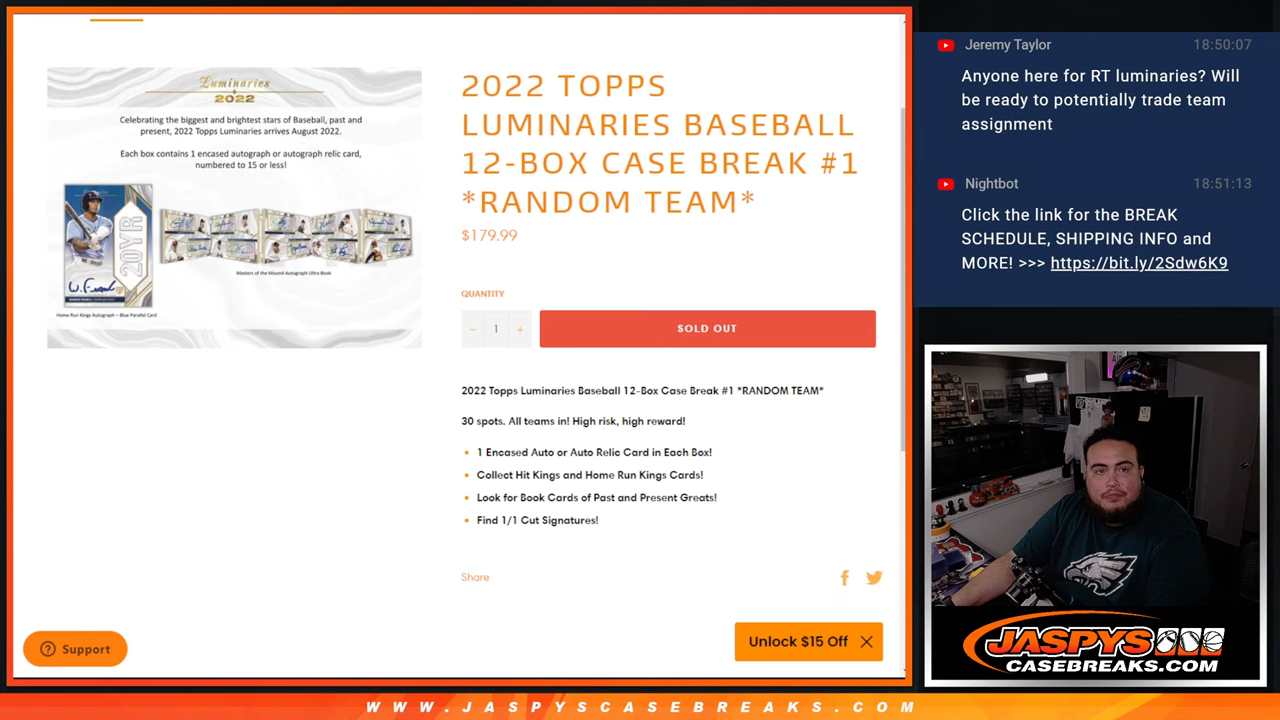 Luminaries
2022
Celebrating the biggest and brightest stars of Baseball, past and
present, 2022 Topps Luminaries arrives August 2022.
Each box contains 1 encased autograph or autograph relic card,
numbered to 15 or less!
20YR
Masters of the Mound Autograph Ultra Book
Home Run Kings Autograph – Blue Parallel Card
2022 TOPPS
LUMINARIES BASEBALL
12-BOX CASE BREAK #1
*RANDOM TEAM*
$179.99
QUANTITY
− 1 +
SOLD OUT
2022 Topps Luminaries Baseball 12-Box Case Break #1 *RANDOM TEAM*
30 spots. All teams in! High risk, high reward!
1 Encased Auto or Auto Relic Card in Each Box!
Collect Hit Kings and Home Run Kings Cards!
Look for Book Cards of Past and Present Greats!
Find 1/1 Cut Signatures!
Share
Support
Unlock $15 Off
Jeremy Taylor 18:50:07
Anyone here for RT luminaries? Will
be ready to potentially trade team
assignment
Nightbot 18:51:13
Click the link for the BREAK
SCHEDULE, SHIPPING INFO and
MORE! >>> https://bit.ly/2Sdw6K9
JASPYS
CASEBREAKS.COM
WWW.JASPYSCASEBREAKS.COM